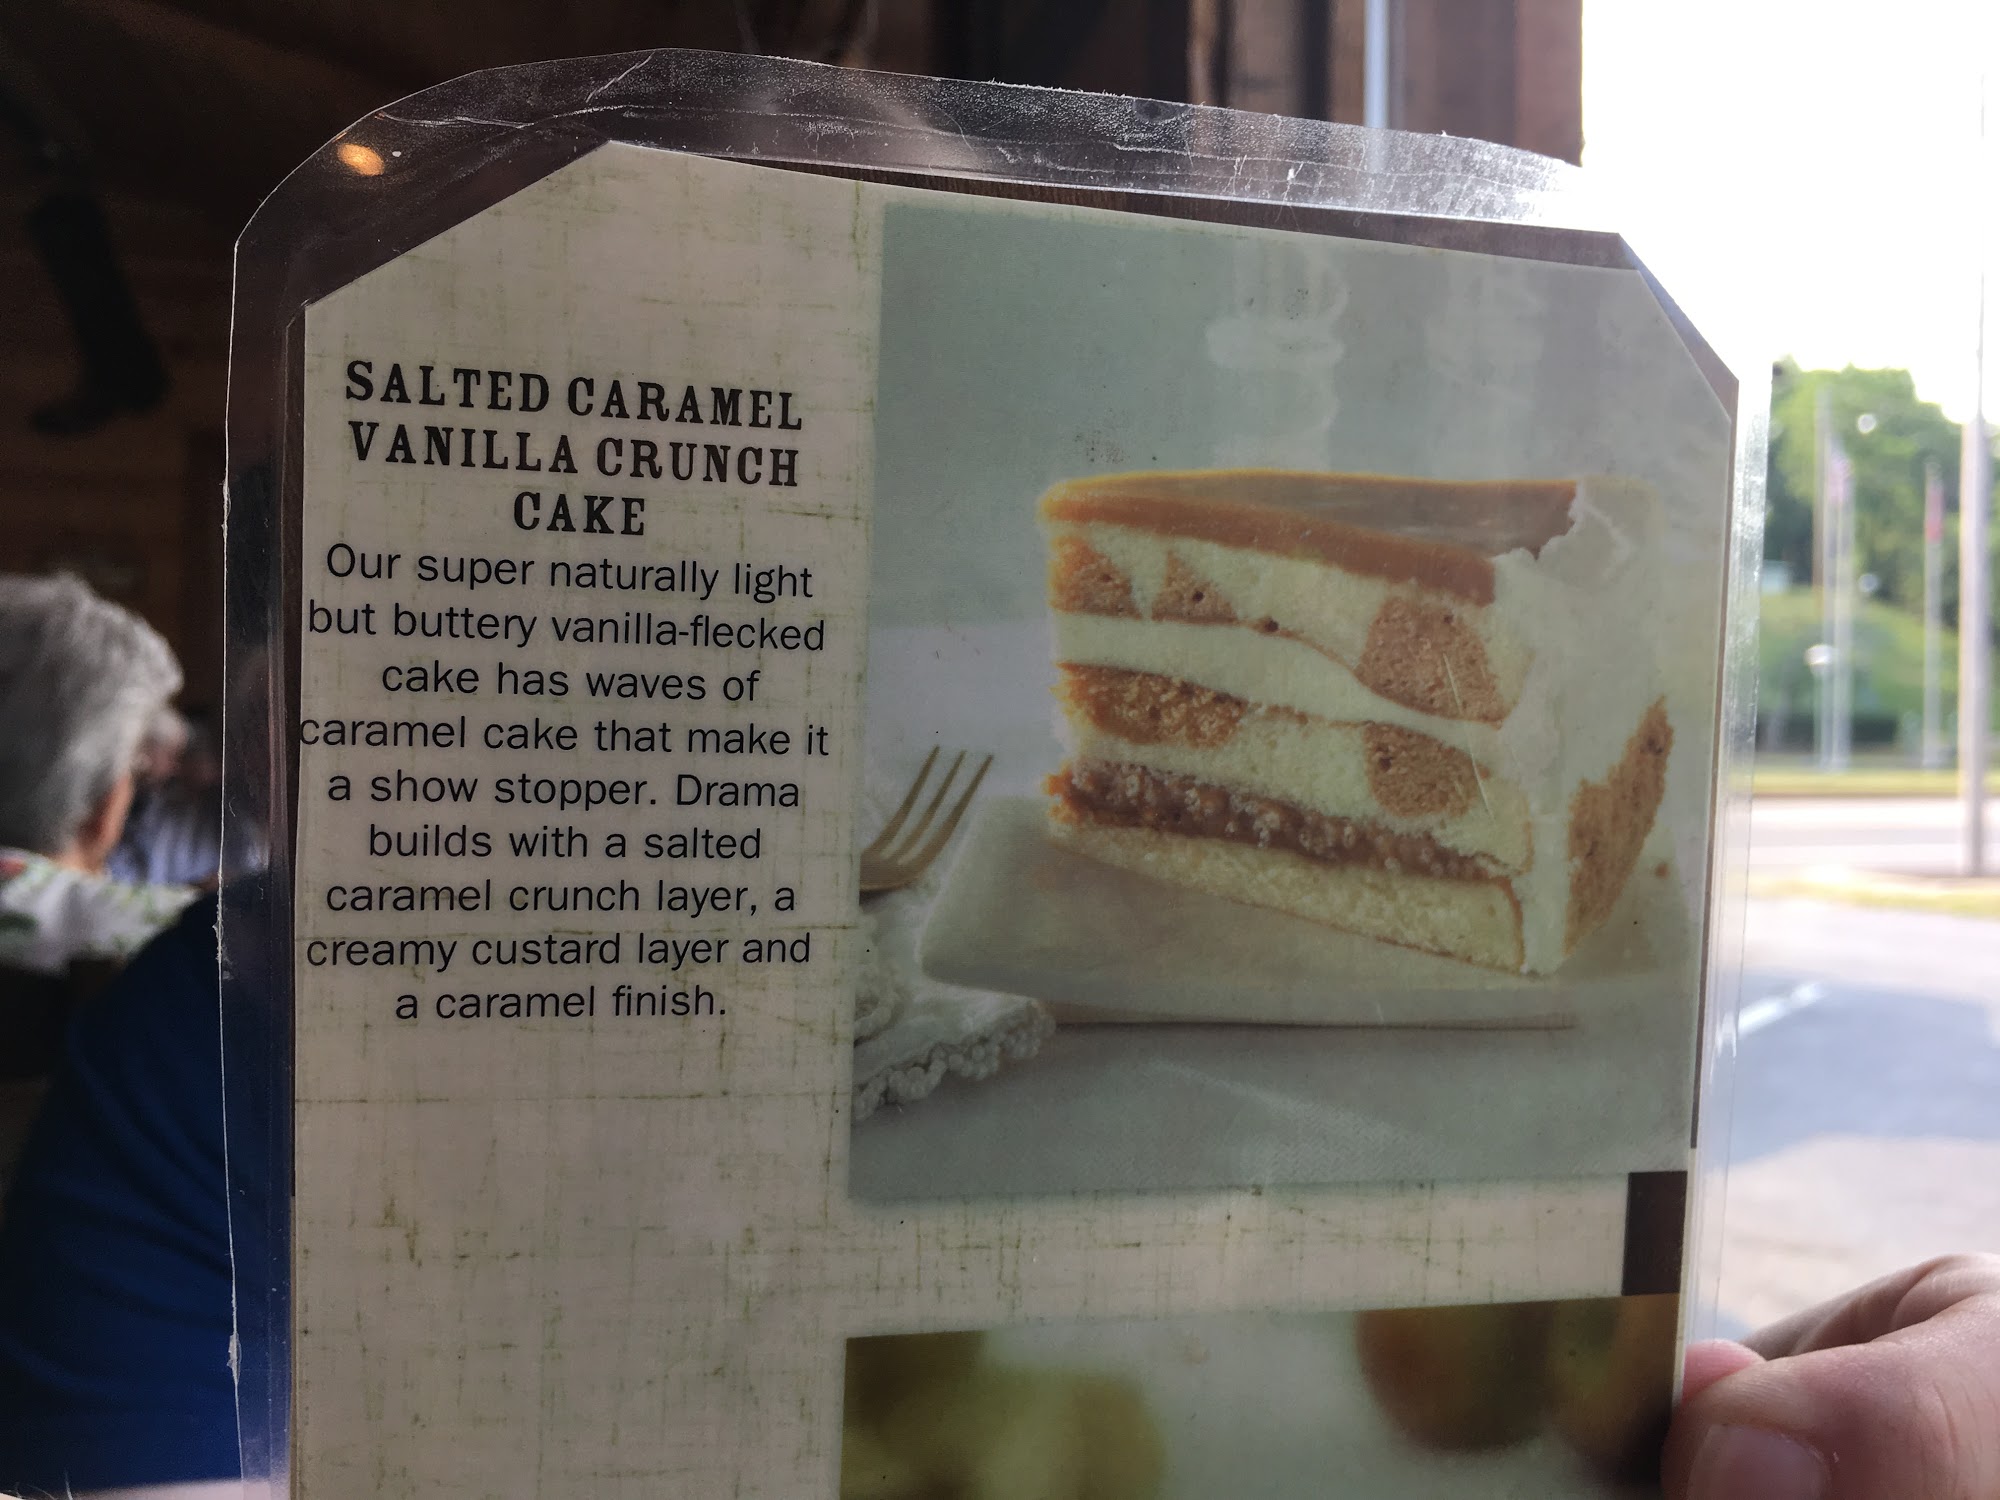 SALTED CARAMEL
VANILLA CRUNCH
CAKE
Our super naturally light
but buttery vanilla-flecked
cake has waves of
caramel cake that make it
a show stopper. Drama
builds with a salted
caramel crunch layer, a
creamy custard layer and
a caramel finish.